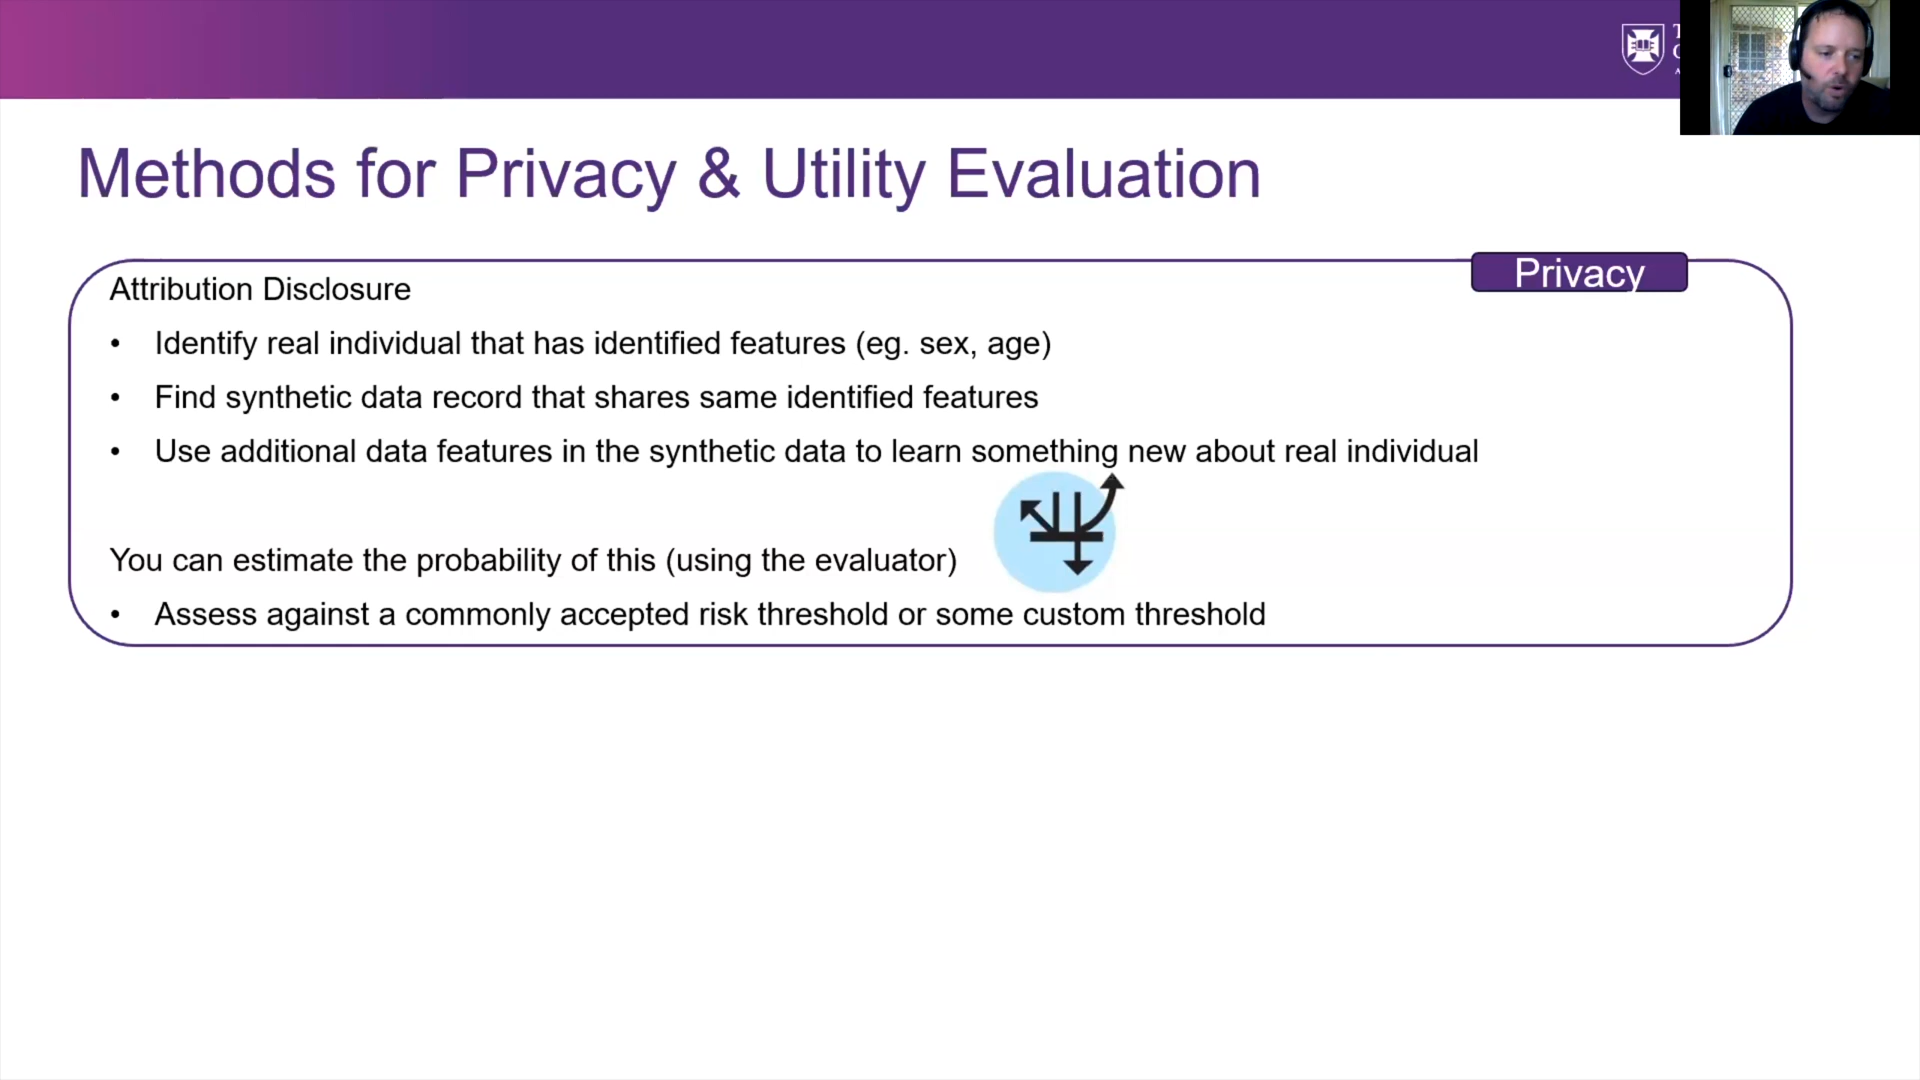 Methods for Privacy & Utility Evaluation
Privacy
Attribution Disclosure
• Identify real individual that has identified features (eg. sex, age)
• Find synthetic data record that shares same identified features
• Use additional data features in the synthetic data to learn something new about real individual
You can estimate the probability of this (using the evaluator)
• Assess against a commonly accepted risk threshold or some custom threshold